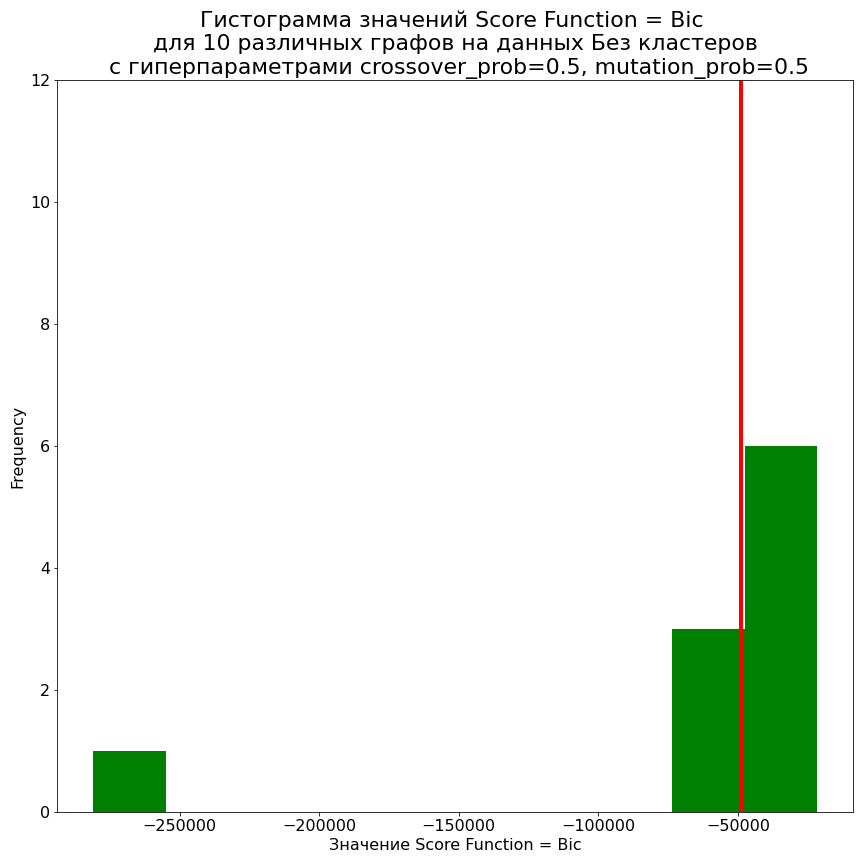 Гистограмма значений Score Function = Bic
для 10 различных графов на данных Без кластеров
с гиперпараметрами crossover_prob=0.5, mutation_prob=0.5
12
10
8
6
4
2
0
Frequency
−250000 −200000 −150000 −100000 −50000
Значение Score Function = Bic